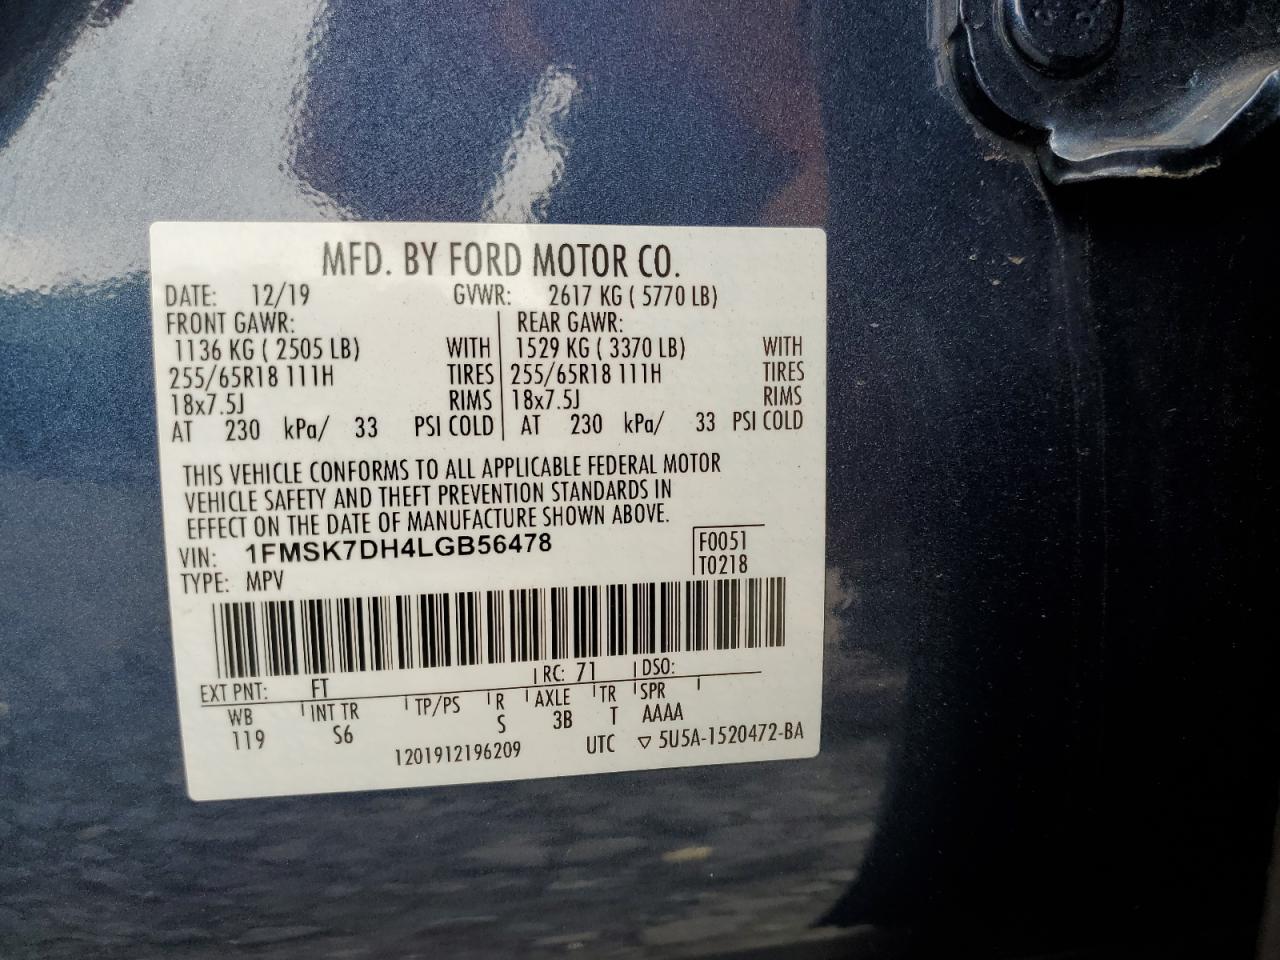 MFD. BY FORD MOTOR CO.
DATE: 12/19 GVWR: 2617 KG ( 5770 LB)
FRONT GAWR: REAR GAWR:
1136 KG ( 2505 LB) WITH 1529 KG ( 3370 LB) WITH
255/65R18 111H TIRES 255/65R18 111H TIRES
18x7.5J RIMS 18x7.5J RIMS
AT 230 kPa/ 33 PSI COLD AT 230 kPa/ 33 PSI COLD
THIS VEHICLE CONFORMS TO ALL APPLICABLE FEDERAL MOTOR
VEHICLE SAFETY AND THEFT PREVENTION STANDARDS IN
EFFECT ON THE DATE OF MANUFACTURE SHOWN ABOVE.
VIN: 1FMSK7DH4LGB56478 F0051
TYPE: MPV T0218
EXT PNT: FT RC: 71 DSO:
WB INT TR TP/PS R AXLE TR SPR
119 S6 S 3B T AAAA
1201912196209 UTC ▽ 5U5A-1520472-BA